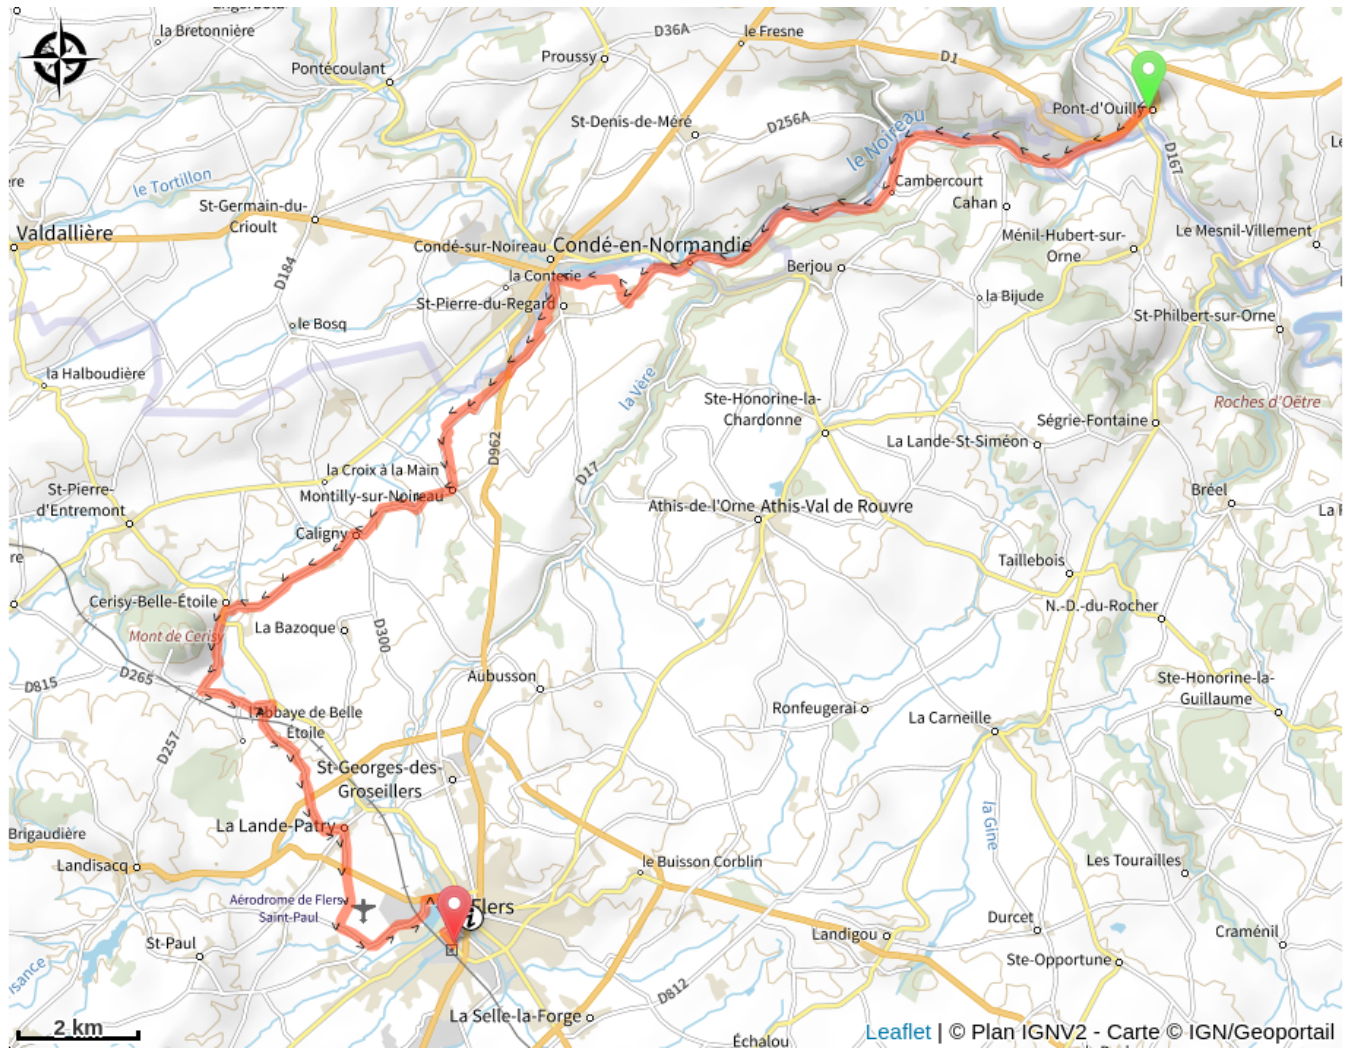 la Bretonnière
D36A
le Fresne
Proussy
D1
Pontécoulant
Pont-d'Ouilly
St-Denis-de-Méré
D256A
le Noireau
D167
le Tortillon
Cambercourt
Cahan
St-Germain-du-
Crioult
Valdallière
Condé-sur-Noireau
Condé-en-Normandie
Ménil-Hubert-sur-
Orne
Le Mesnil-Villement
D184
la Conterie
Berjou
St-Pierre-du-Regard
la Bijude
St-Philbert-sur-Orne
le Bosq
la Halboudière
la Vère
Ste-Honorine-la-
Chardonne
Roches d'Oëtre
Ségrie-Fontaine
La Lande-St-Siméon
D962
la Croix à la Main
D17
St-Pierre-
d'Entremont
Montilly-sur-Noireau
Bréel
Athis-de-l'Orne
Athis-Val de Rouvre
Caligny
re
Taillebois
Cerisy-Belle-Étoile
N.-D.-du-Rocher
La Bazoque
D300
Mont de Cerisy
D815
D265
Aubusson
Ste-Honorine-la-
Guillaume
l'Abbaye de Belle
Étoile
Ronfeugerai
La Carneille
D257
St-Georges-des-
Groseillers
la Gine
La Lande-Patry
Brigaudière
Landisacq
le Buisson Corblin
Les Tourailles
Aérodrome de Flers
Saint-Paul
Flers
i
Durcet
St-Paul
Landigou
Craménil
Ste-Opportune
D812
La Selle-la-Forge
2 km
Échalou
Leaflet | © Plan IGNV2 - Carte © IGN/Geoportail